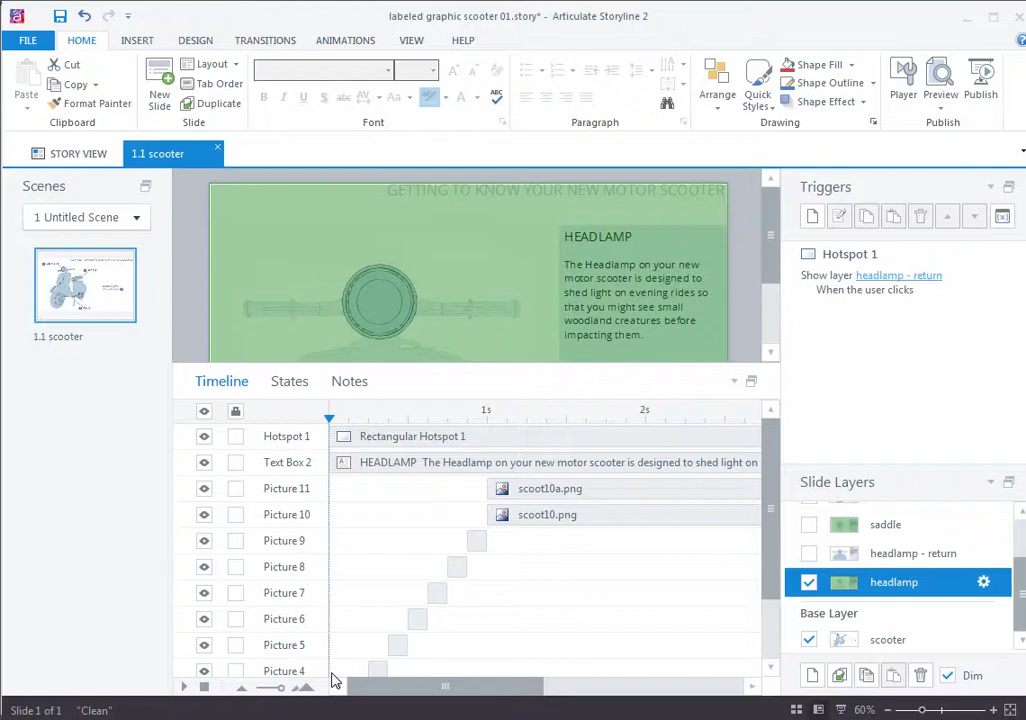 labeled graphic scooter 01.story* - Articulate Storyline 2
FILE HOME INSERT DESIGN TRANSITIONS ANIMATIONS VIEW HELP
Paste
Cut
Copy
Format Painter
Clipboard
New Slide
Layout
Tab Order
Duplicate
Slide
B I U S abc AV Aa A ABC
Font
Paragraph
Arrange
Quick Styles
Shape Fill
Shape Outline
Shape Effect
Drawing
Player Preview Publish
Publish
STORY VIEW
1.1 scooter
Scenes
1 Untitled Scene
1.1 scooter
GETTING TO KNOW YOUR NEW MOTOR SCOOTER
HEADLAMP
The Headlamp on your new
motor scooter is designed to
shed light on evening rides so
that you might see small
woodland creatures before
impacting them.
Timeline States Notes
1s 2s
Hotspot 1 Rectangular Hotspot 1
Text Box 2 HEADLAMP The Headlamp on your new motor scooter is designed to shed light on
Picture 11 scoot10a.png
Picture 10 scoot10.png
Picture 9
Picture 8
Picture 7
Picture 6
Picture 5
Picture 4
Triggers
Hotspot 1
Show layer headlamp - return
When the user clicks
Slide Layers
saddle
headlamp - return
headlamp
Base Layer
scooter
Dim
Slide 1 of 1 "Clean" 60%